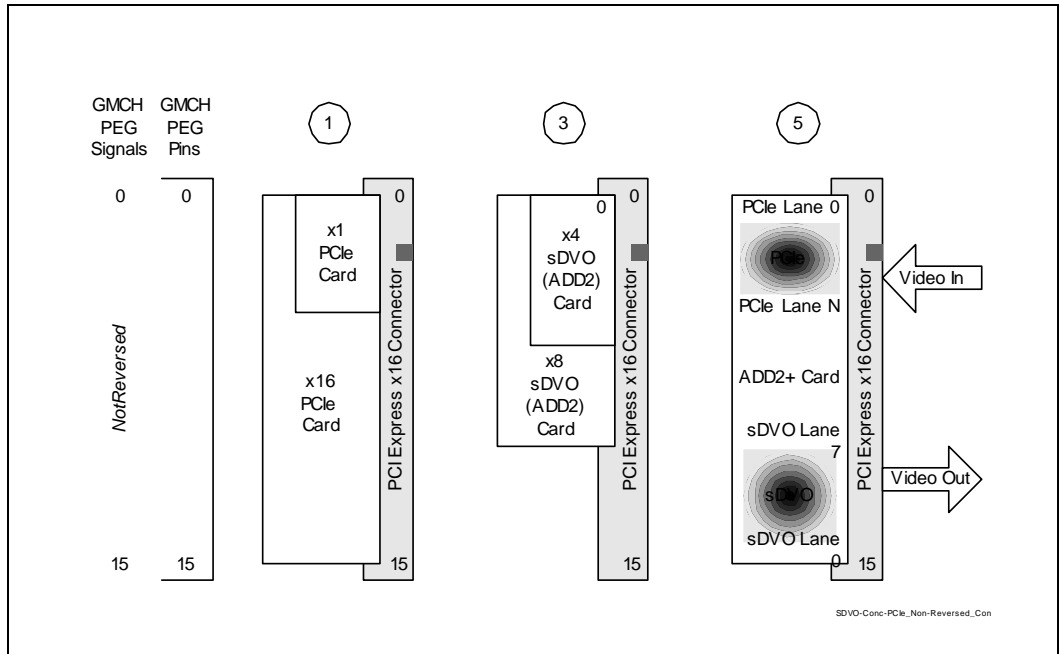 GMCH
PEG
Signals
GMCH
PEG
Pins
0
15
NotReversed
0
15
1
x1
PCIe
Card
x16
PCIe
Card
0
PCI Express x16 Connector
15
3
0
x4
sDVO
(ADD2)
Card
x8
sDVO
(ADD2)
Card
0
PCI Express x16 Connector
15
5
PCIe Lane 0
PCIe
PCIe Lane N
ADD2+ Card
sDVO Lane
7
sDVO
sDVO Lane
0
0
PCI Express x16 Connector
15
Video In
Video Out
SDVO-Conc-PCIe_Non-Reversed_Con